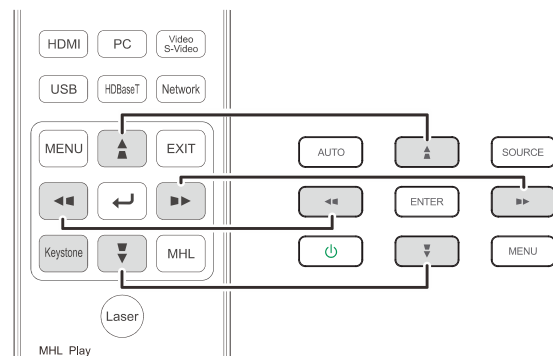 HDMI
PC
Video
S-Video
USB
HDBaseT
Network
MENU
EXIT
Keystone
MHL
Laser
MHL Play
AUTO
SOURCE
ENTER
MENU